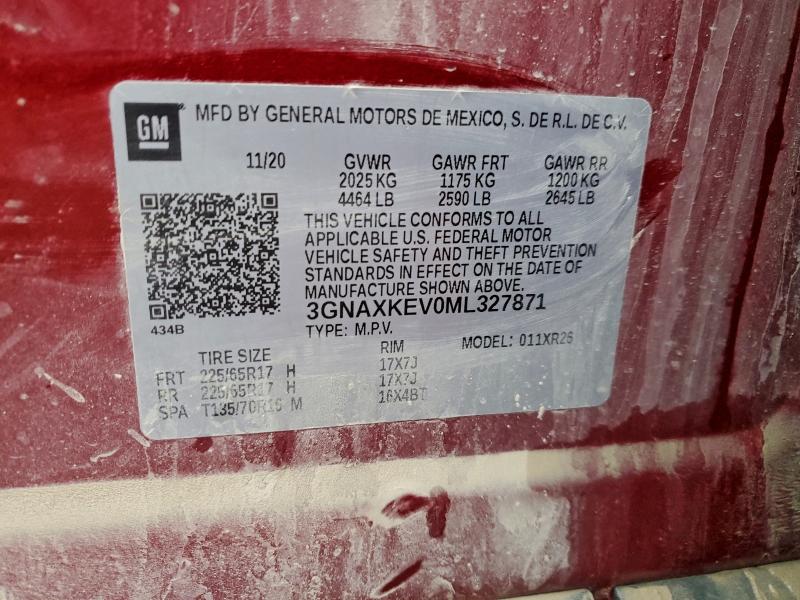 GM MFD BY GENERAL MOTORS DE MEXICO, S. DE R.L. DE C.V.
11/20 GVWR GAWR FRT GAWR RR
2025 KG 1175 KG 1200 KG
4464 LB 2590 LB 2645 LB
THIS VEHICLE CONFORMS TO ALL
APPLICABLE U.S. FEDERAL MOTOR
VEHICLE SAFETY AND THEFT PREVENTION
STANDARDS IN EFFECT ON THE DATE OF
MANUFACTURE SHOWN ABOVE.
3GNAXKEV0ML327871
434B
TYPE: M.P.V. MODEL: 011XR26
TIRE SIZE RIM
FRT 225/65R17 H 17X7J
RR 225/65R17 H 17X7J
SPA T135/70R16 M 16X4BT